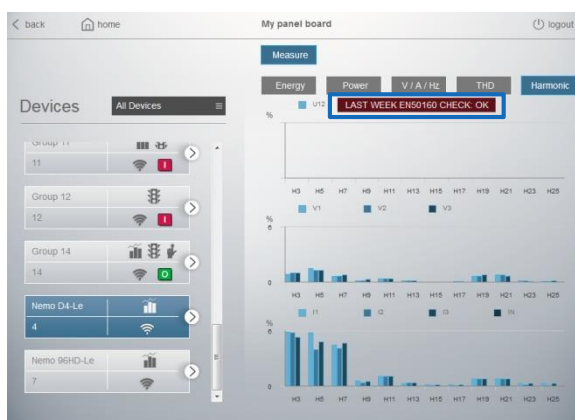 back home My panel board logout
Measure
Energy Power V / A / Hz THD Harmonic
Devices All Devices
U12 LAST WEEK EN50160 CHECK: OK
%
Group 11
11 I
H3 H5 H7 H9 H11 H13 H15 H17 H19 H21 H23 H25
Group 12
12 I
V1 V2 V3
%
6
Group 14
14 O
0
H3 H5 H7 H9 H11 H13 H15 H17 H19 H21 H23 H25
Nemo D4-Le
4
I1 I2 I3 IN
%
6
Nemo 96HD-Le
7
0
H3 H5 H7 H9 H11 H13 H15 H17 H19 H21 H23 H25